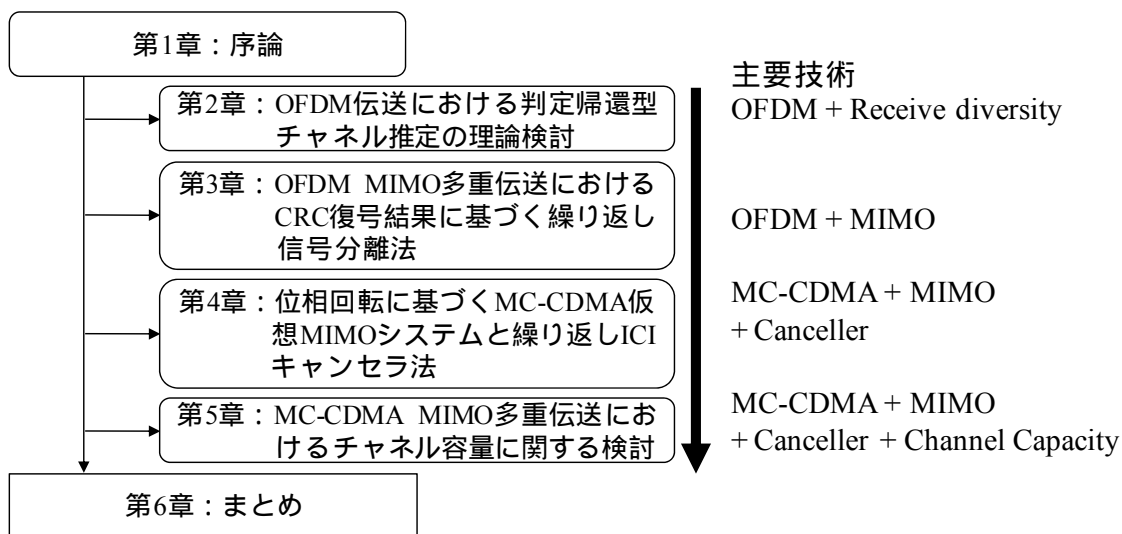 第1章：序論
第2章：OFDM伝送における判定帰還型
チャネル推定の理論検討
第3章：OFDM MIMO多重伝送における
CRC復号結果に基づく繰り返し
信号分離法
第4章：位相回転に基づくMC-CDMA仮
想MIMOシステムと繰り返しICI
キャンセラ法
第5章：MC-CDMA MIMO多重伝送にお
けるチャネル容量に関する検討
第6章：まとめ
主要技術
OFDM + Receive diversity
OFDM + MIMO
MC-CDMA + MIMO
+ Canceller
MC-CDMA + MIMO
+ Canceller + Channel Capacity